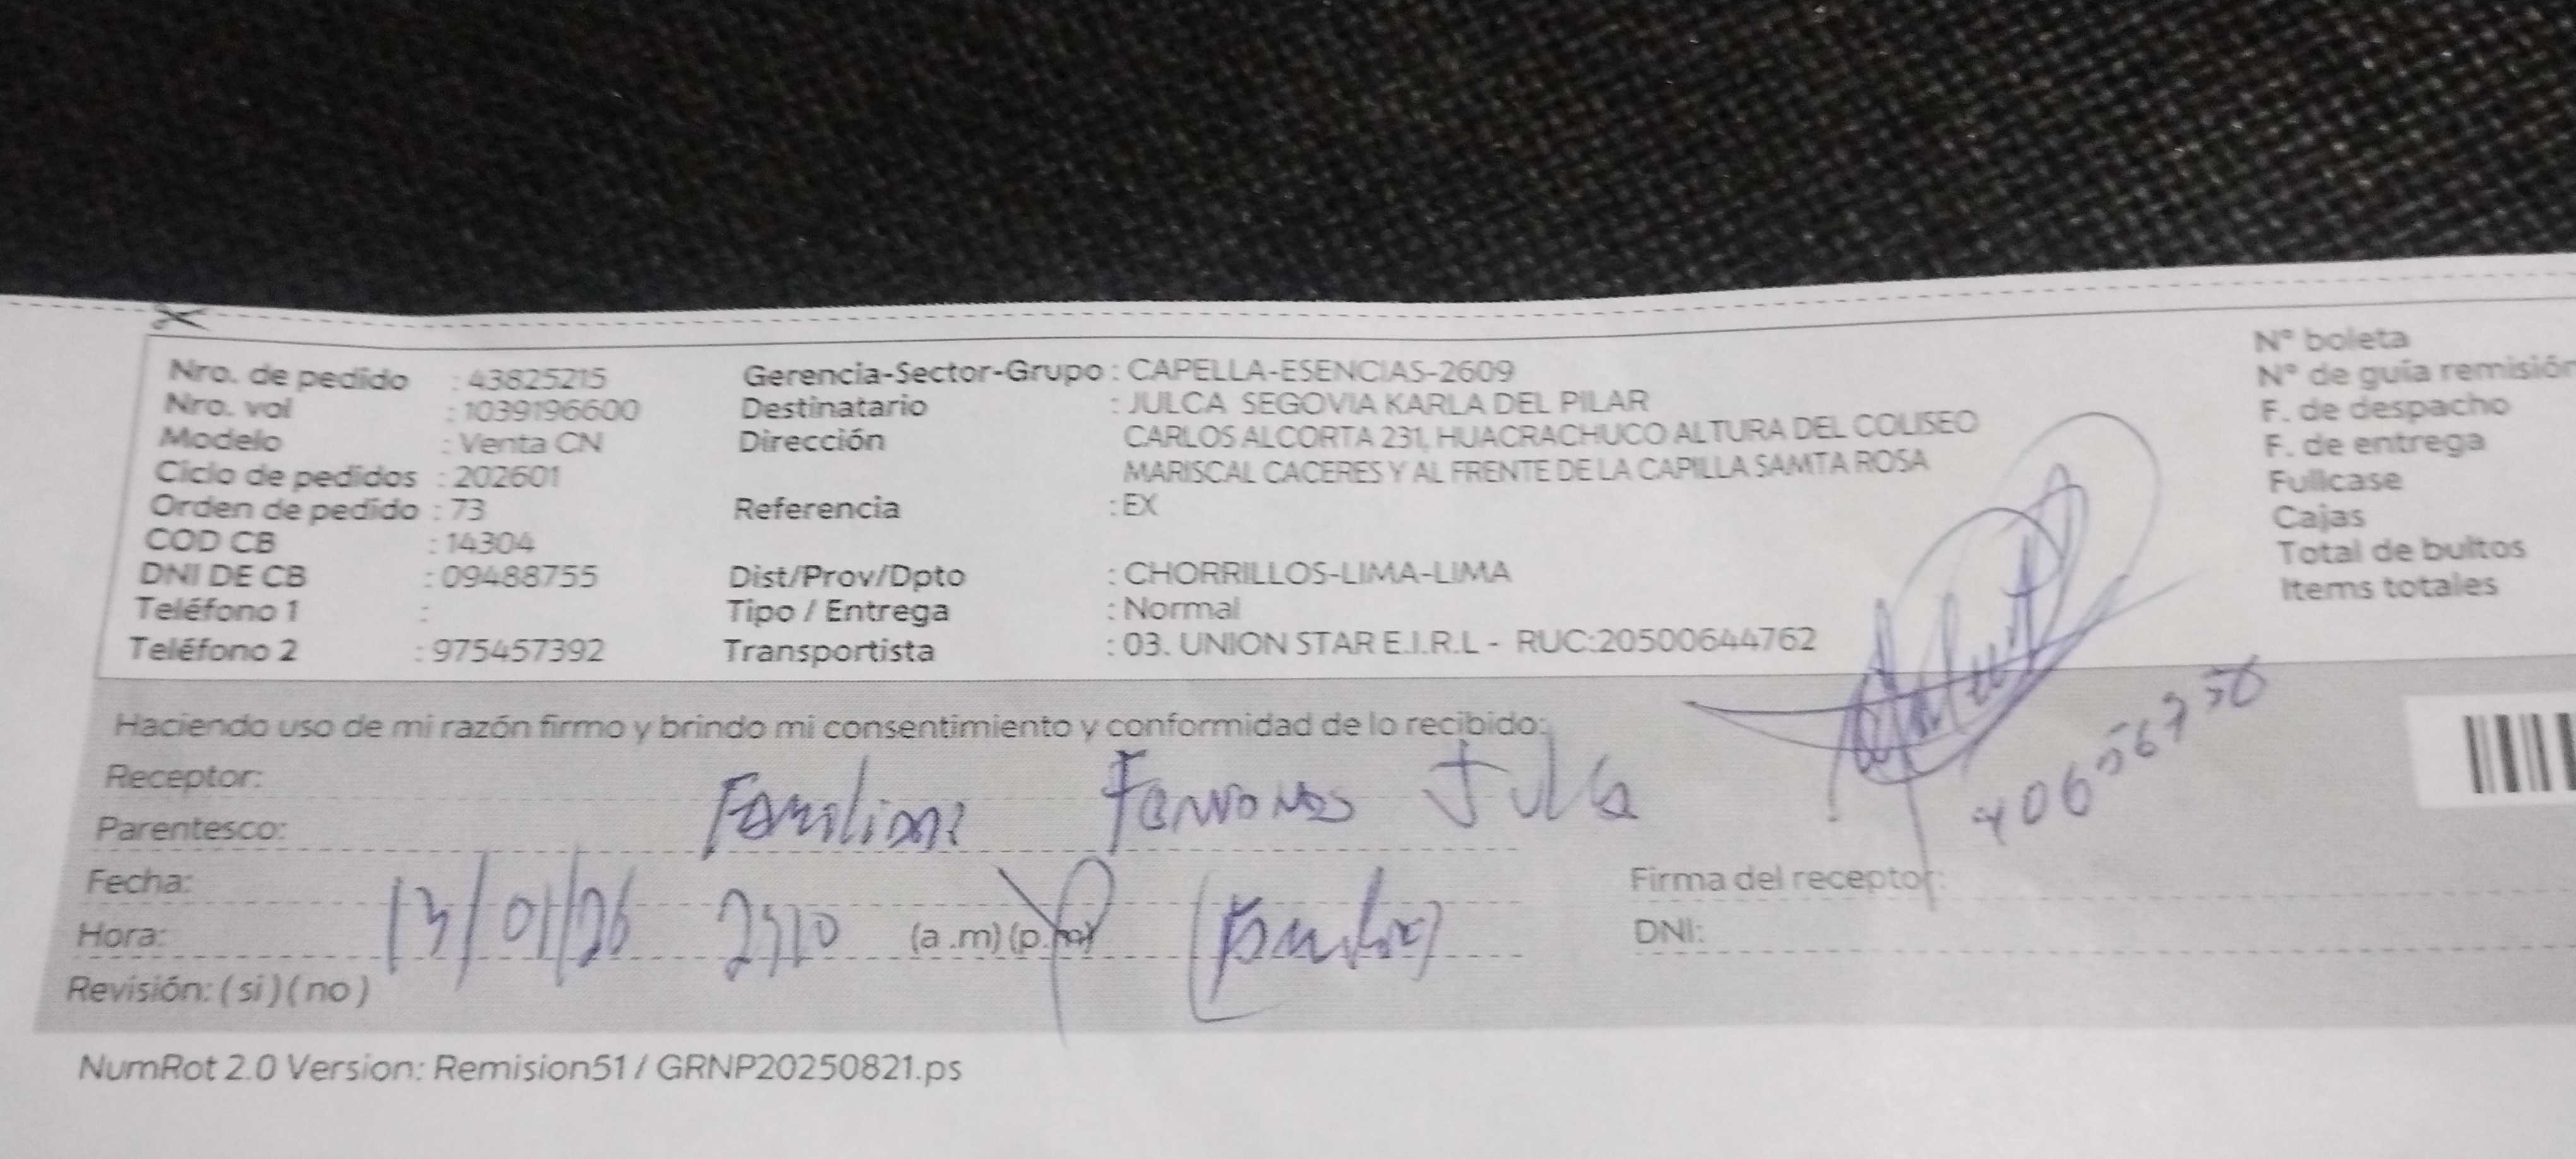 Nro. de pedido : 43825215
Nro. val : 1039196600
Modelo : Venta CN
Ciclo de pedidos : 202601
Orden de pedido : 73
COD CB : 14304
DNI DE CB : 09488755
Teléfono 1 :
Teléfono 2 : 975457392
Gerencia-Sector-Grupo : CAPELLA-ESENCIAS-2609
Destinatario : JULCA SEGOVIA KARLA DEL PILAR
Dirección CARLOS ALCORTA 231, HUACRACHUCO ALTURA DEL COLISEO
MARISCAL CACERES Y AL FRENTE DE LA CAPILLA SAMTA ROSA
Referencia : EX
Dist/Prov/Dpto : CHORRILLOS-LIMA-LIMA
Tipo / Entrega : Normal
Transportista : 03. UNION STAR E.I.R.L - RUC:20500644762
N° boleta
N° de guía remisión
F. de despacho
F. de entrega
Fullcase
Cajas
Total de bultos
Items totales
Haciendo uso de mi razón firmo y brindo mi consentimiento y conformidad de lo recibido:
Receptor:
Parentesco:
Fecha: 13/01/26
Hora: (a .m) (p.m)
Revisión: ( si ) ( no )
Firma del receptor:
DNI:
NumRot 2.0 Version: Remision51 / GRNP20250821.ps